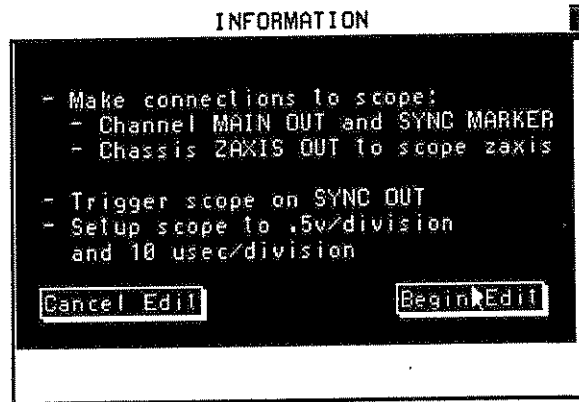 INFORMATION
- Make connections to scope:
- Channel MAIN OUT and SYNC MARKER
- Chassis ZAXIS OUT to scope zaxis
- Trigger scope on SYNC OUT
- Setup scope to .5v/division
and 10 usec/division
Cancel Edit
Begin Edit